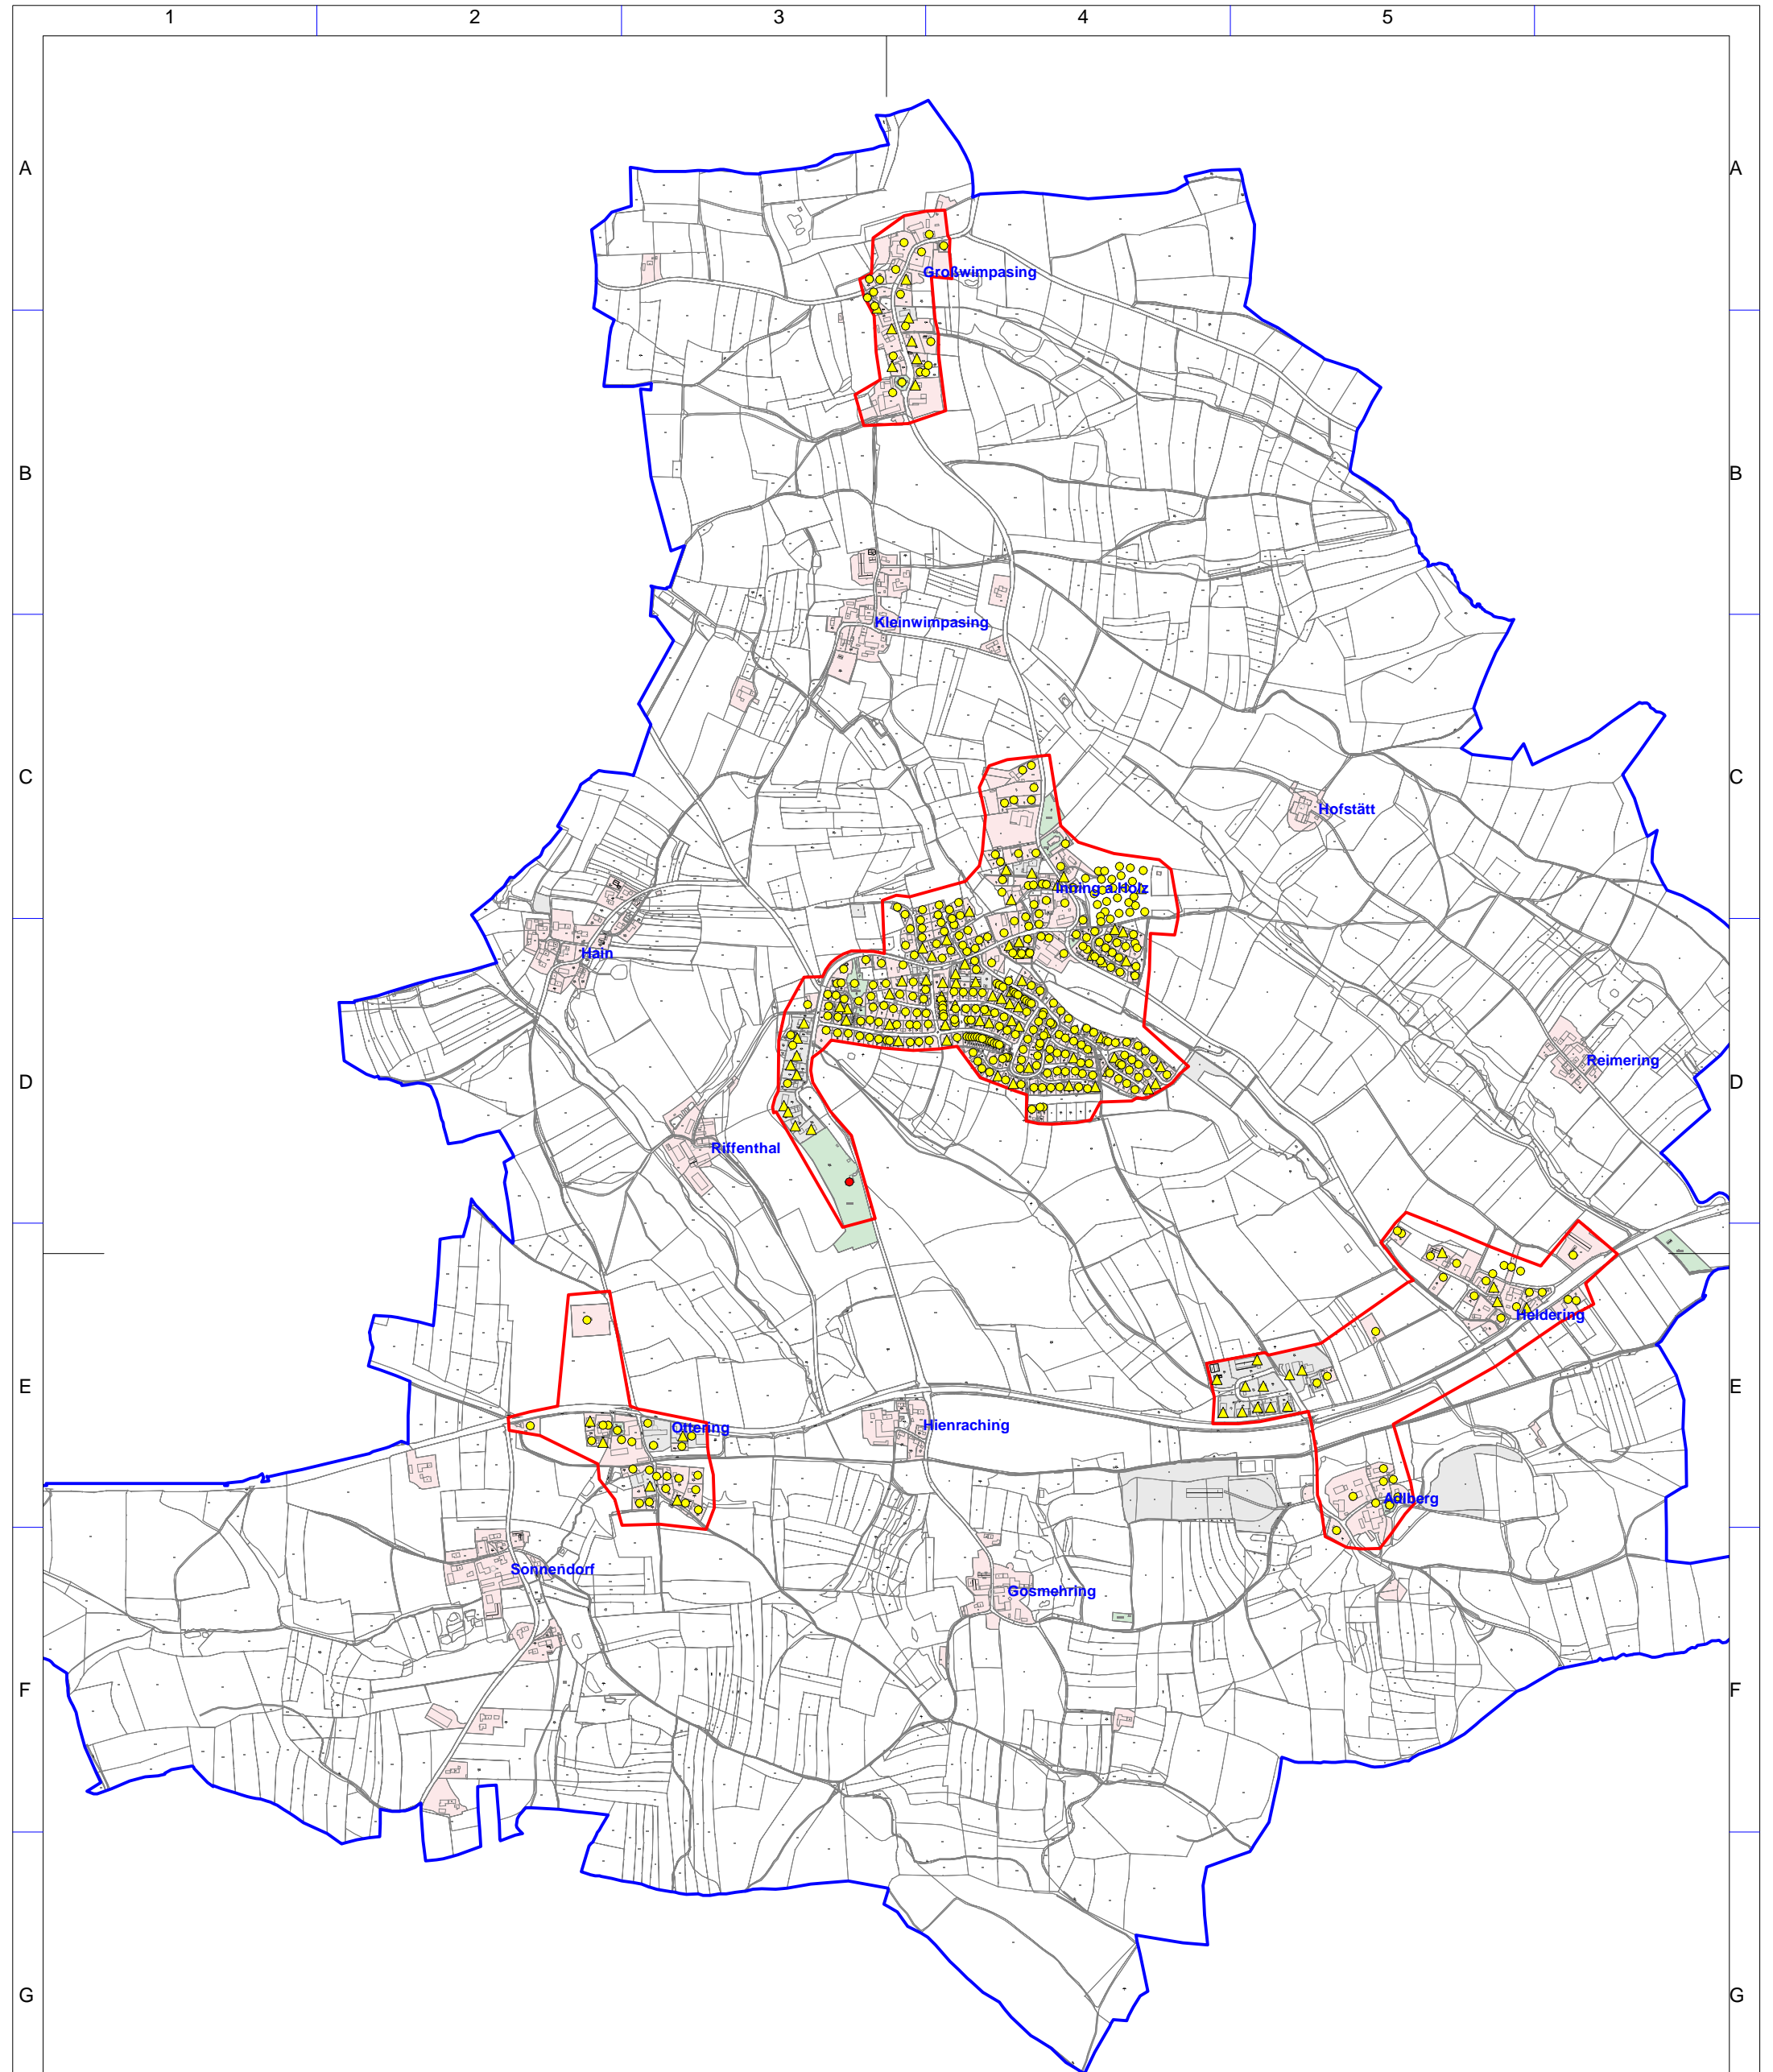 1 2 3 4 5
A A
Großwimpasing
B B
Kleinwimpasing
C C
Hofstätt
Inning a.Holz
Hain
Reimering
D D
Riffenthal
Heldering
E E
Ottering
Hienraching
Adlberg
Sonnendorf
Gosmehring
F F
G G